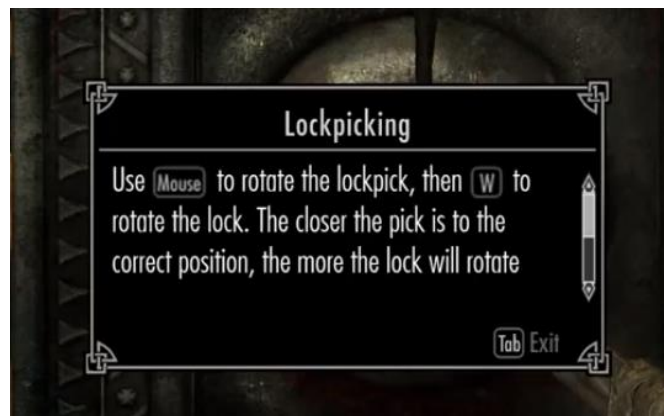 Lockpicking
Use Mouse to rotate the lockpick, then W to
rotate the lock. The closer the pick is to the
correct position, the more the lock will rotate
Tab Exit